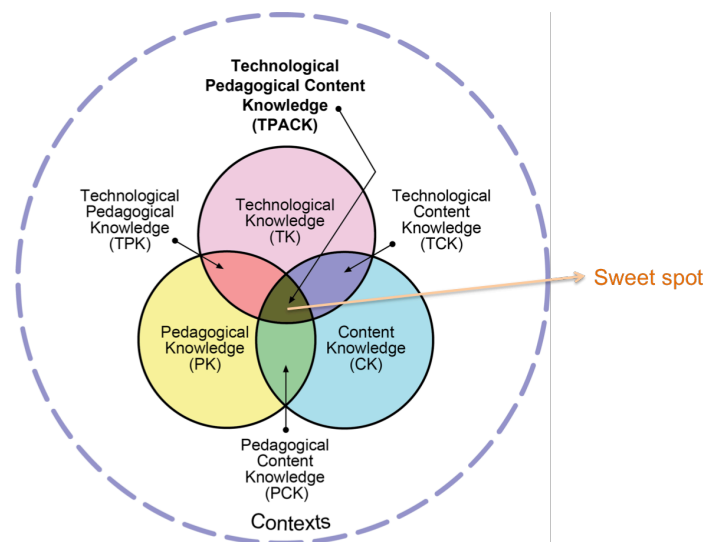 Technological
Pedagogical Content
Knowledge
(TPACK)
Technological
Pedagogical
Knowledge
(TPK)
Technological
Knowledge
(TK)
Technological
Content
Knowledge
(TCK)
Sweet spot
Pedagogical
Knowledge
(PK)
Content
Knowledge
(CK)
Pedagogical
Content
Knowledge
(PCK)
Contexts